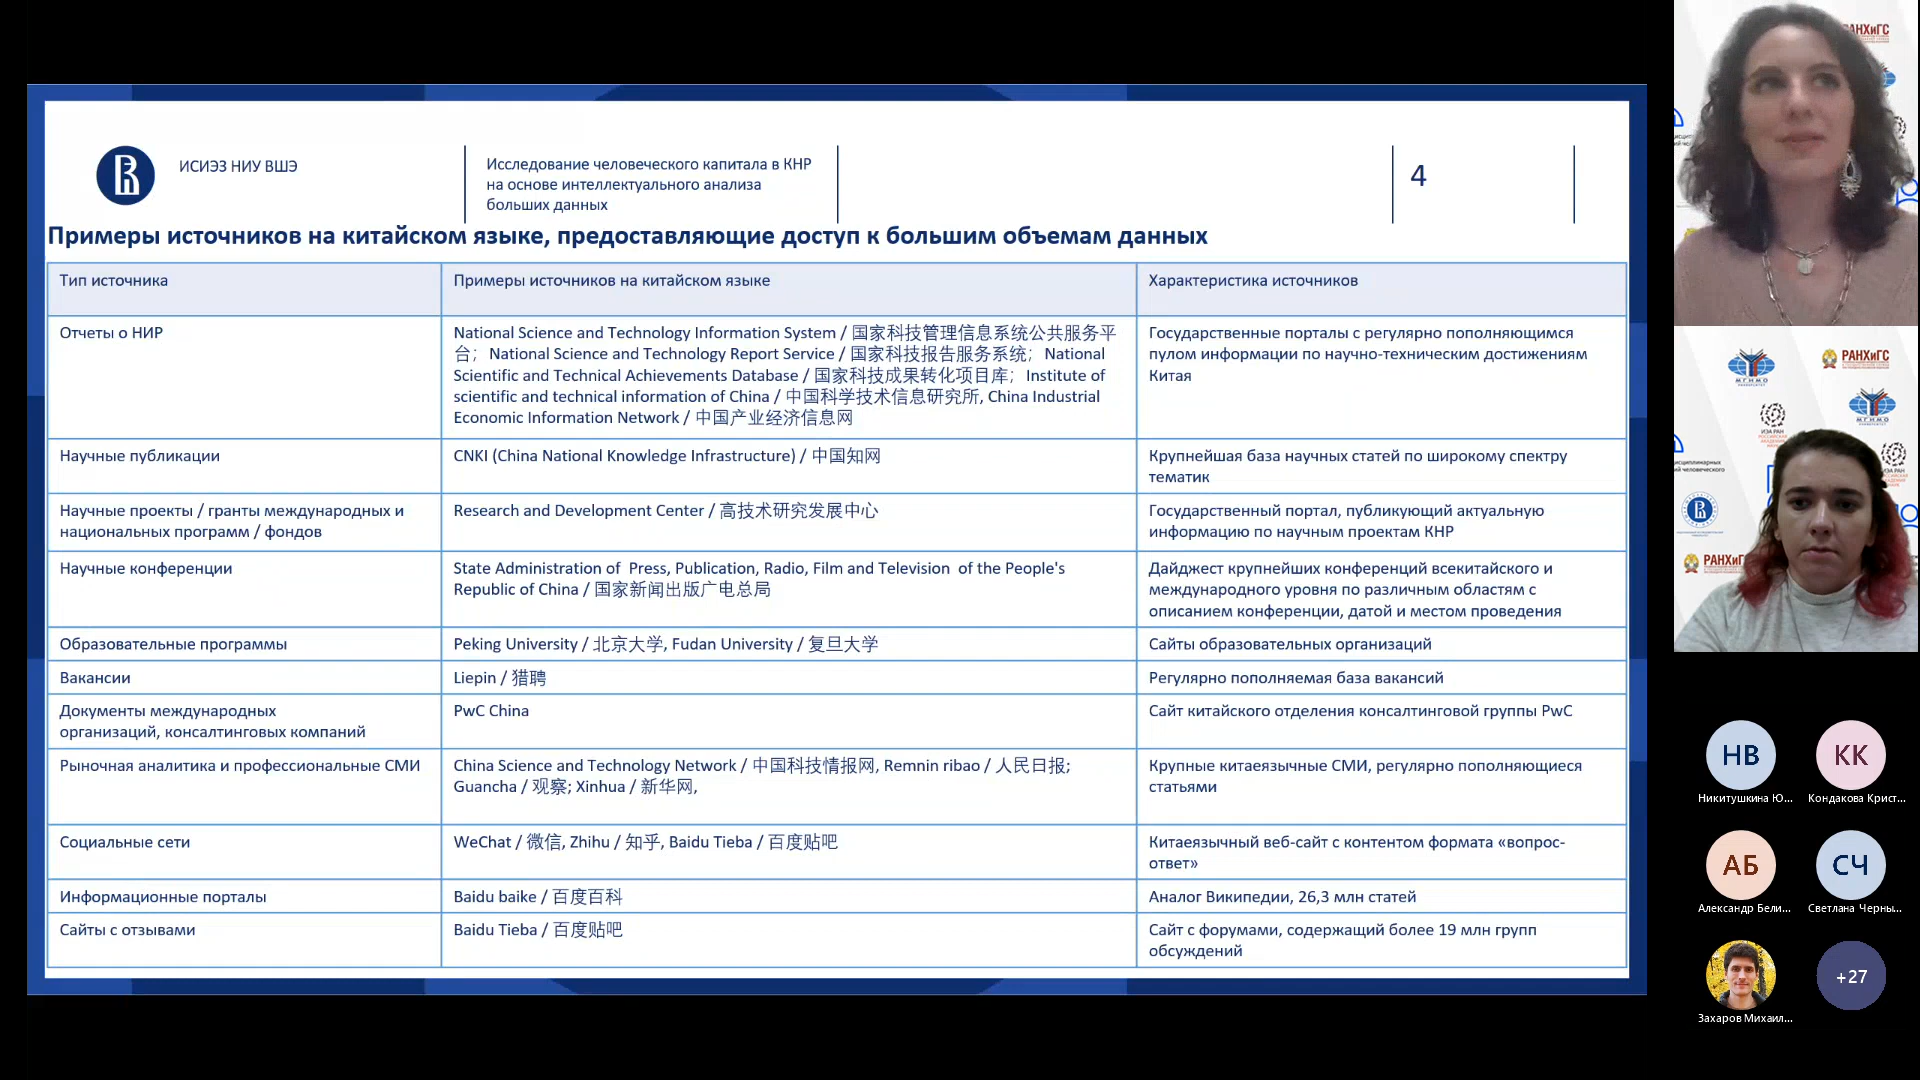 ИСИЭЗ НИУ ВШЭ
Исследование человеческого капитала в КНР
на основе интеллектуального анализа
больших данных
4
Примеры источников на китайском языке, предоставляющие доступ к большим объемам данных
Тип источника
Примеры источников на китайском языке
Характеристика источников
Отчеты о НИР
National Science and Technology Information System / 国家科技管理信息系统公共服务平
台；National Science and Technology Report Service / 国家科技报告服务系统；National
Scientific and Technical Achievements Database / 国家科技成果转化项目库；Institute of
scientific and technical information of China / 中国科学技术信息研究所, China Industrial
Economic Information Network / 中国产业经济信息网
Государственные порталы с регулярно пополняющимся
пулом информации по научно-техническим достижениям
Китая
Научные публикации
CNKI (China National Knowledge Infrastructure) / 中国知网
Крупнейшая база научных статей по широкому спектру
тематик
Научные проекты / гранты международных и
национальных программ / фондов
Research and Development Center / 高技术研究发展中心
Государственный портал, публикующий актуальную
информацию по научным проектам КНР
Научные конференции
State Administration of Press, Publication, Radio, Film and Television of the People's
Republic of China / 国家新闻出版广电总局
Дайджест крупнейших конференций всекитайского и
международного уровня по различным областям с
описанием конференции, датой и местом проведения
Образовательные программы
Peking University / 北京大学, Fudan University / 复旦大学
Сайты образовательных организаций
Вакансии
Liepin / 猎聘
Регулярно пополняемая база вакансий
Документы международных
организаций, консалтинговых компаний
PwC China
Сайт китайского отделения консалтинговой группы PwC
Рыночная аналитика и профессиональные СМИ
China Science and Technology Network / 中国科技情报网, Remnin ribao / 人民日报;
Guancha / 观察; Xinhua / 新华网,
Крупные китаеязычные СМИ, регулярно пополняющиеся
статьями
Социальные сети
WeChat / 微信, Zhihu / 知乎, Baidu Tieba / 百度贴吧
Китаеязычный веб-сайт с контентом формата «вопрос-
ответ»
Информационные порталы
Baidu baike / 百度百科
Аналог Википедии, 26,3 млн статей
Сайты с отзывами
Baidu Tieba / 百度贴吧
Сайт с форумами, содержащий более 19 млн групп
обсуждений
РАНХиГС
МГИМО
РАНХиГС
МГИМО
ИЭА РАН
РАНХиГС
НВ
Никитушкина Ю...
КК
Кондакова Крист...
АБ
Александр Бели...
СЧ
Светлана Черны...
Захаров Михаил...
+27